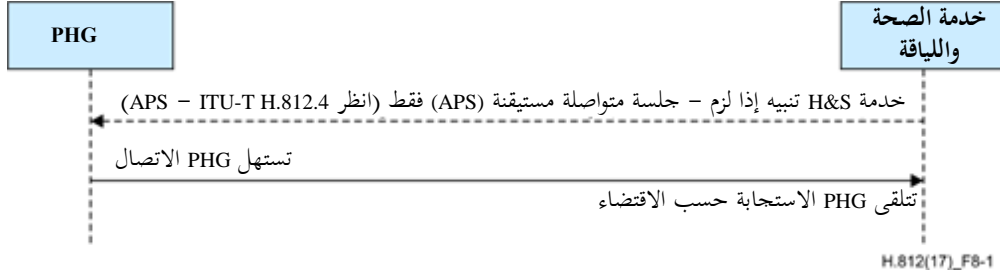 PHG
خدمة الصحة
واللياقة
خدمة H&S تنبيه إذا لزم – جلسة متواصلة مستيقنة (APS) فقط (انظر APS – ITU-T H.812.4)
تستهل PHG الاتصال
تتلقى PHG الاستجابة حسب الاقتضاء
H.812(17)_F8-1